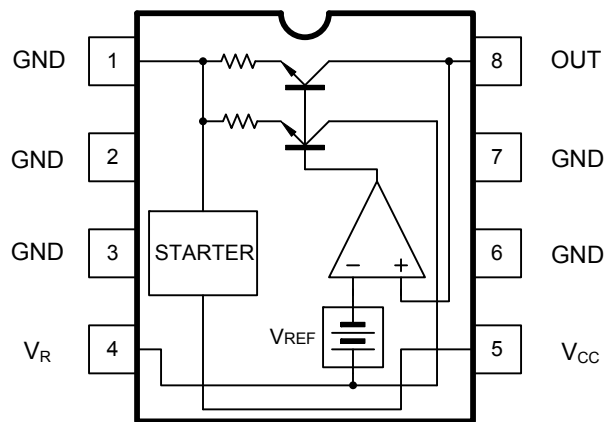 GND 1 8 OUT
GND 2 7 GND
GND 3 STARTER − + 6 GND
VREF
VR 4 5 VCC